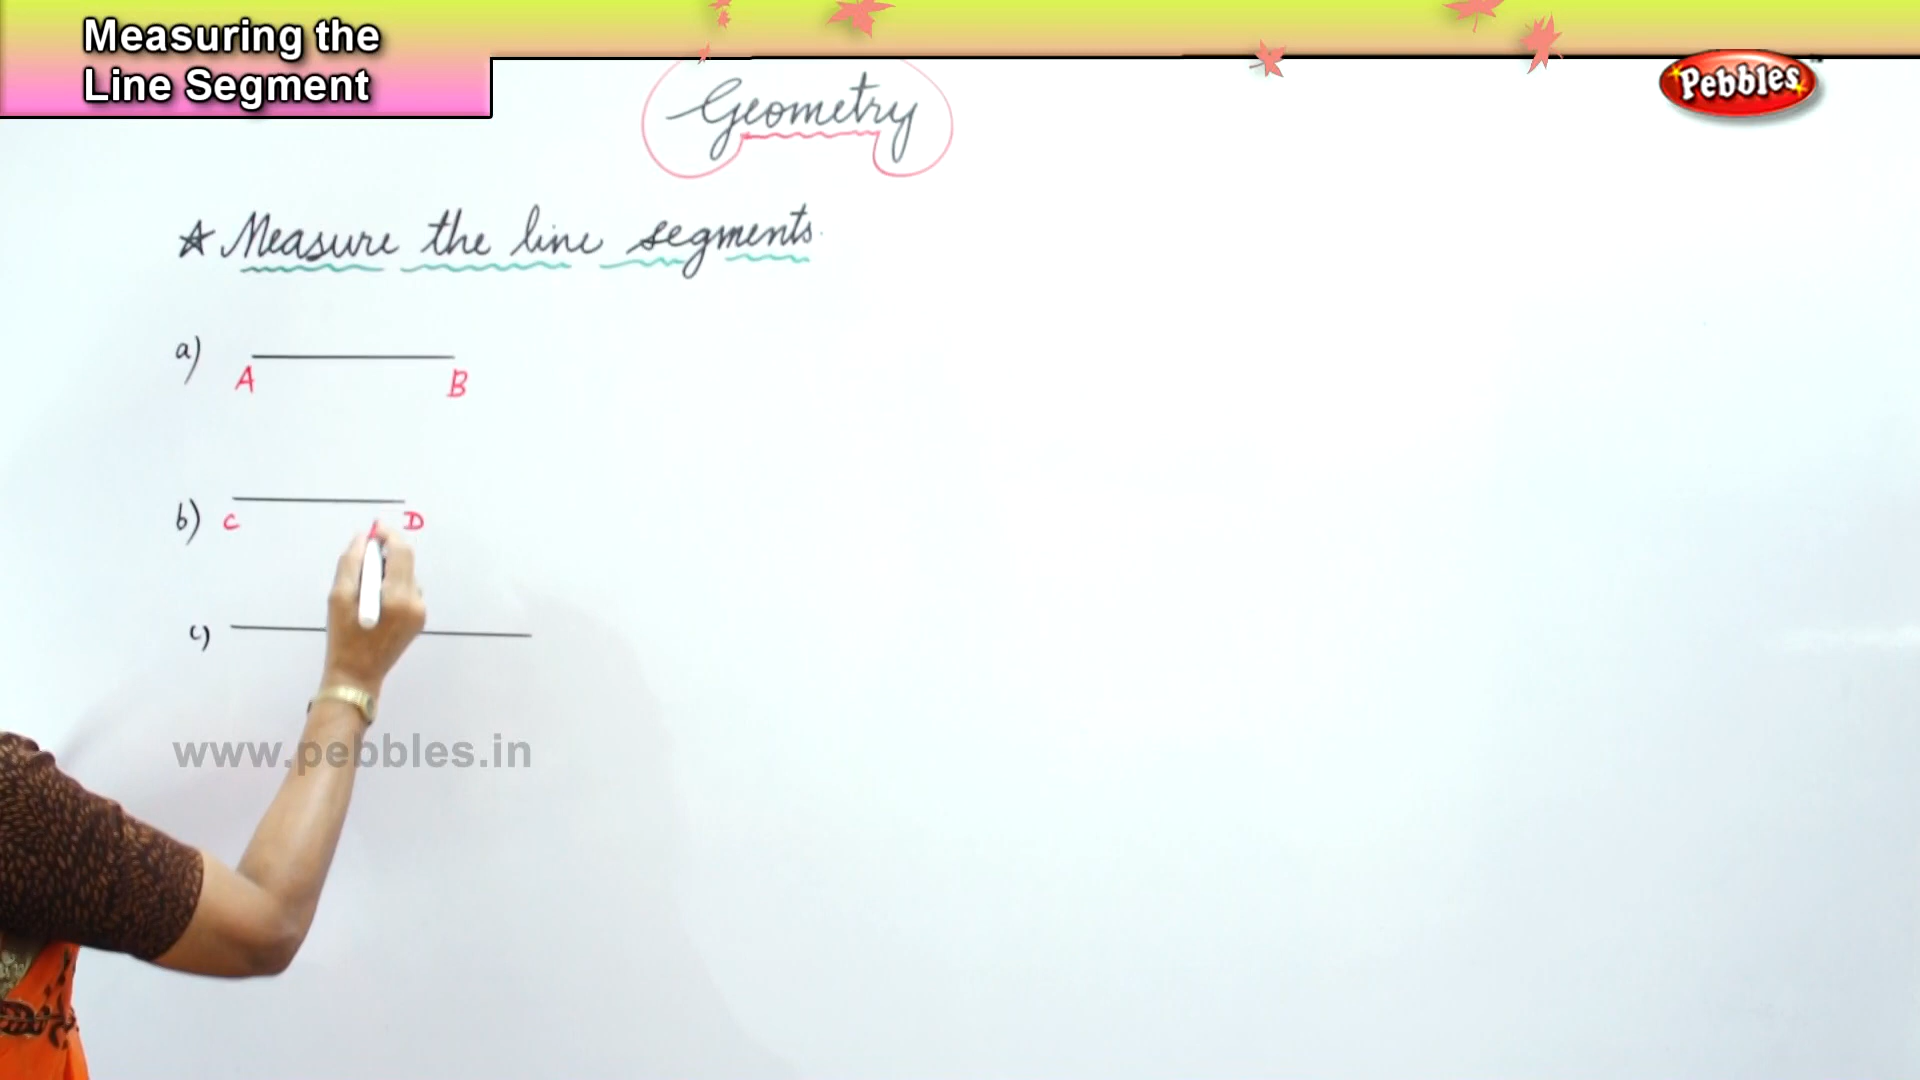 Measuring the
Line Segment
Pebbles
Geometry
Measure the line segments.
a)
A B
b) C D
c)
www.pebbles.in